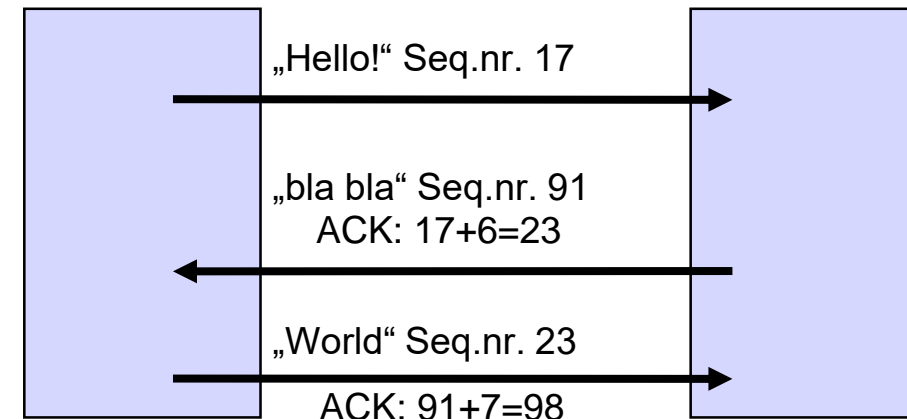 „Hello!“ Seq.nr. 17
„bla bla“ Seq.nr. 91
ACK: 17+6=23
„World“ Seq.nr. 23
ACK: 91+7=98